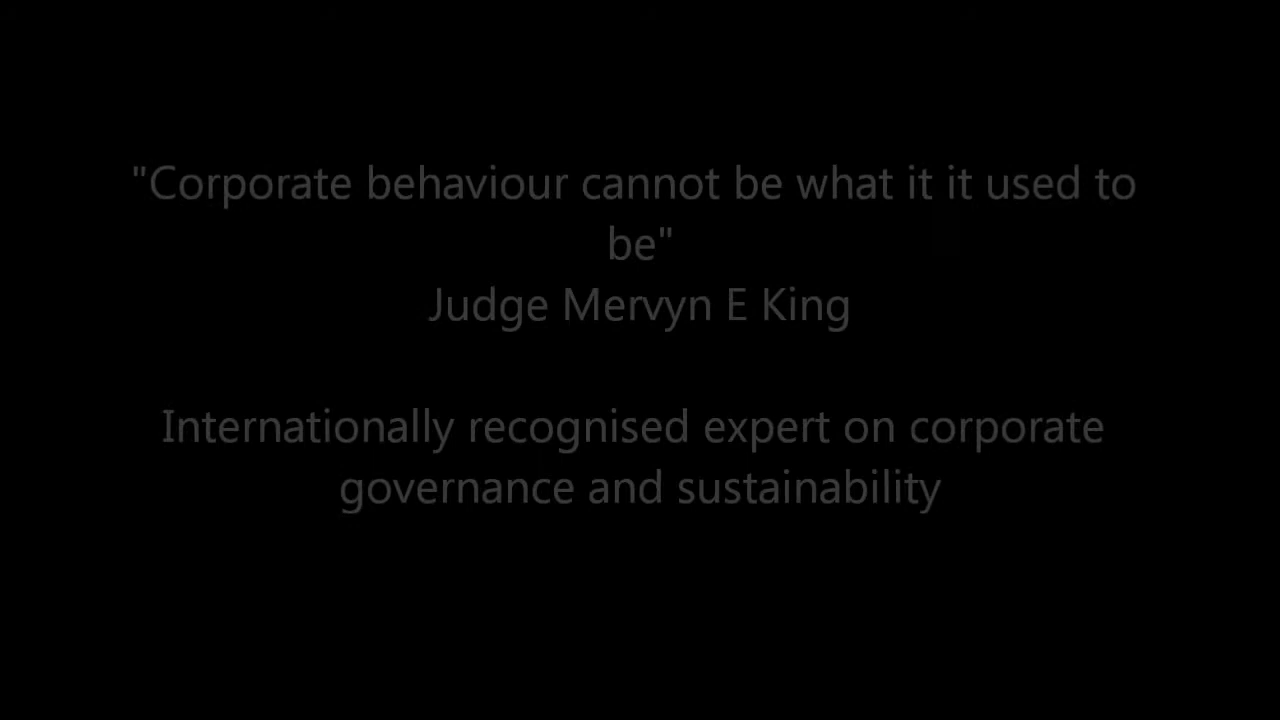 "Corporate behaviour cannot be what it it used to
be"
Judge Mervyn E King
Internationally recognised expert on corporate
governance and sustainability